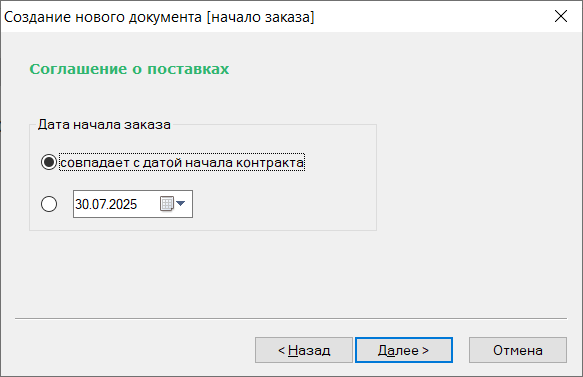 Создание нового документа [начало заказа]
Соглашение о поставках
Дата начала заказа
совпадает с датой начала контракта
30.07.2025
< Назад Далее > Отмена